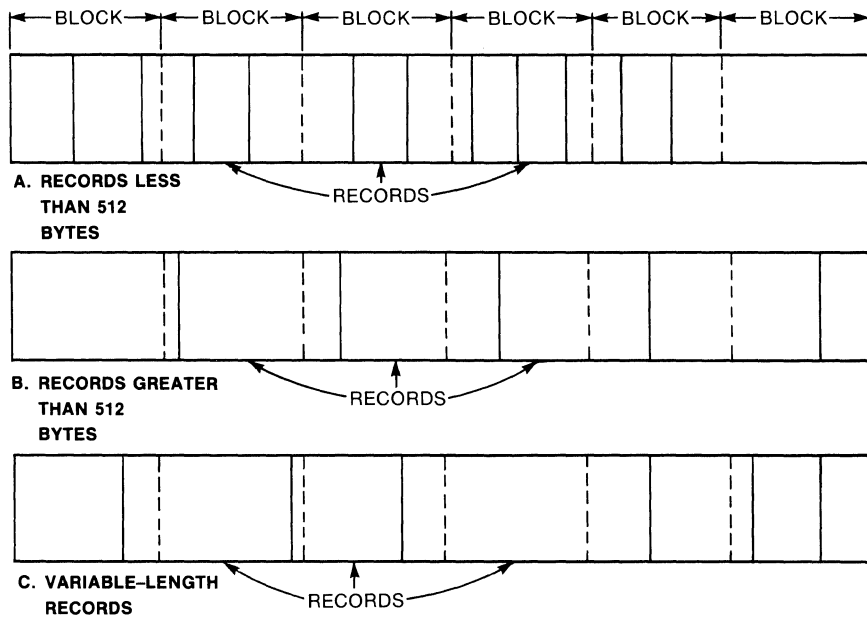 BLOCK BLOCK BLOCK BLOCK BLOCK BLOCK
A. RECORDS LESS
THAN 512
BYTES
RECORDS
B. RECORDS GREATER
THAN 512
BYTES
RECORDS
C. VARIABLE–LENGTH
RECORDS
RECORDS